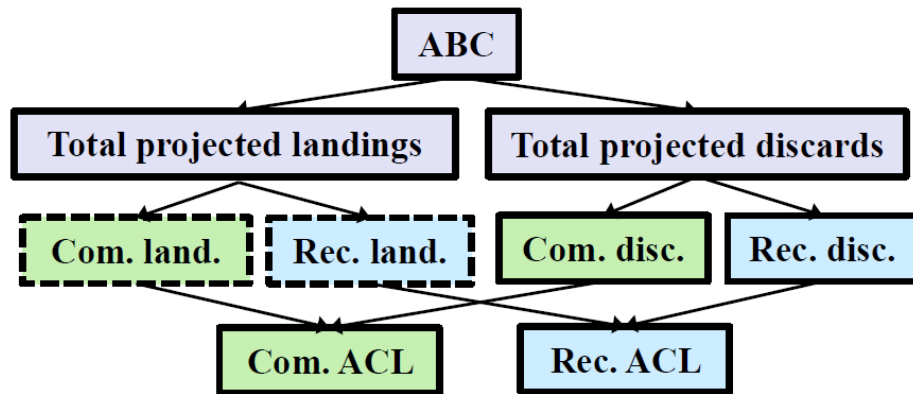 ABC
Total projected landings
Total projected discards
Com. land.
Rec. land.
Com. disc.
Rec. disc.
Com. ACL
Rec. ACL